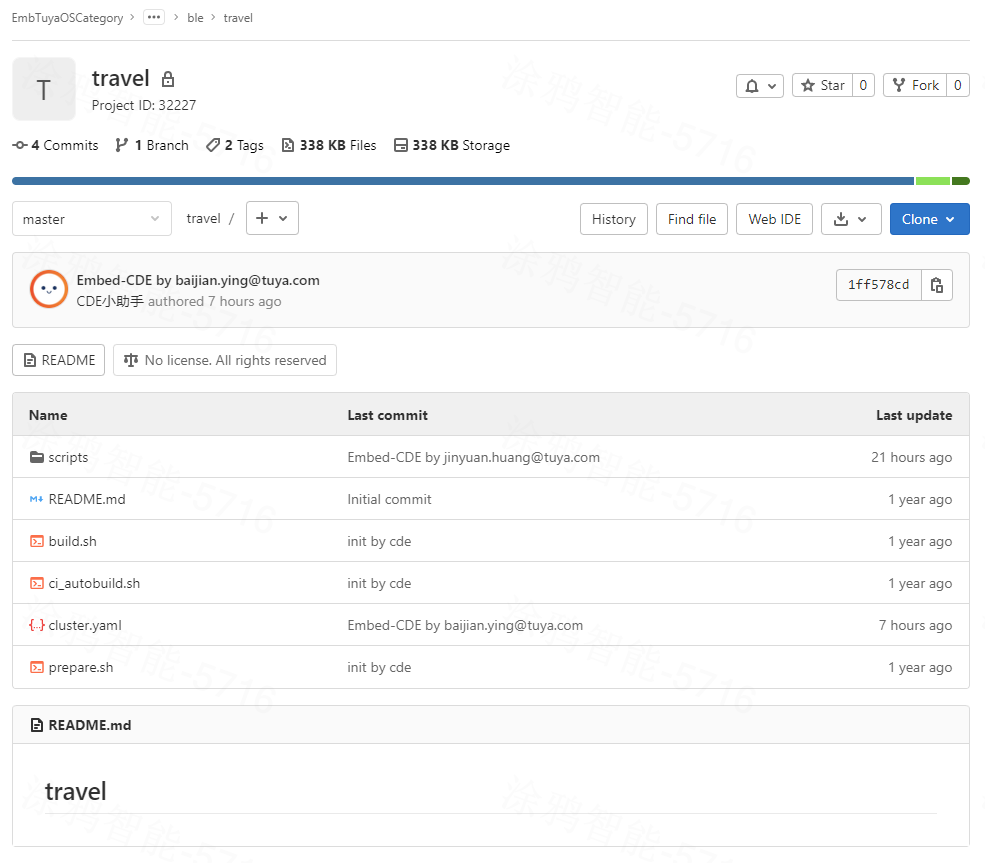 EmbTuyaOSCategory > ••• > ble > travel
T
travel
Project ID: 32227
Star 0
Fork 0
4 Commits 1 Branch 2 Tags 338 KB Files 338 KB Storage
master
travel / +
History Find file Web IDE Clone
Embed-CDE by baijian.ying@tuya.com
CDE小助手 authored 7 hours ago
1ff578cd
README No license. All rights reserved
Name Last commit Last update
scripts Embed-CDE by jinyuan.huang@tuya.com 21 hours ago
README.md Initial commit 1 year ago
build.sh init by cde 1 year ago
ci_autobuild.sh init by cde 1 year ago
cluster.yaml Embed-CDE by baijian.ying@tuya.com 7 hours ago
prepare.sh init by cde 1 year ago
README.md
travel
涂鸦智能-5716